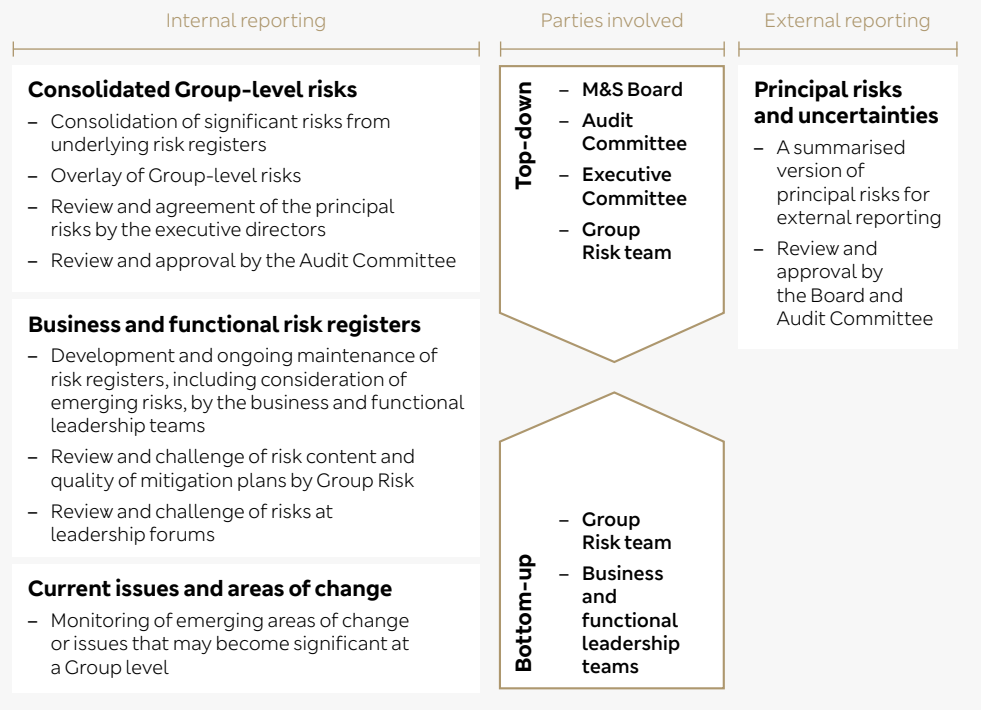 Internal reporting
Consolidated Group-level risks
– Consolidation of significant risks from
underlying risk registers
– Overlay of Group-level risks
– Review and agreement of the principal
risks by the executive directors
– Review and approval by the Audit Committee
Business and functional risk registers
– Development and ongoing maintenance of
risk registers, including consideration of
emerging risks, by the business and functional
leadership teams
– Review and challenge of risk content and
quality of mitigation plans by Group Risk
– Review and challenge of risks at
leadership forums
Current issues and areas of change
– Monitoring of emerging areas of change
or issues that may become significant at
a Group level
Parties involved
Top-down
– M&S Board
– Audit
Committee
– Executive
Committee
– Group
Risk team
Bottom-up
– Group
Risk team
– Business
and
functional
leadership
teams
External reporting
Principal risks
and uncertainties
– A summarised
version of
principal risks for
external reporting
– Review and
approval by
the Board and
Audit Committee